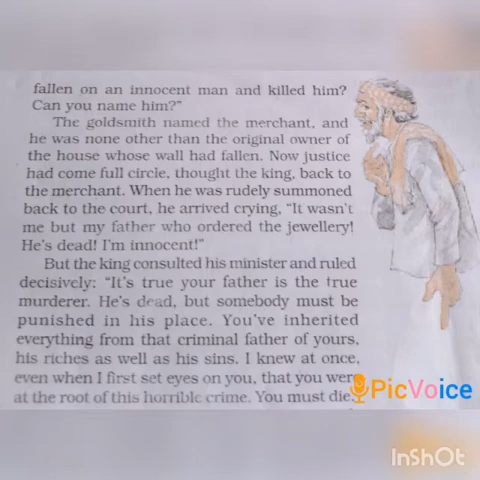 fallen on an innocent man and killed him?
Can you name him?"
The goldsmith named the merchant, and
he was none other than the original owner of
the house whose wall had fallen. Now justice
had come full circle, thought the king, back to
the merchant. When he was rudely summoned
back to the court, he arrived crying, "It wasn't
me but my father who ordered the jewellery!
He's dead! I'm innocent!"
But the king consulted his minister and ruled
decisively: "It's true your father is the true
murderer. He's dead, but somebody must be
punished in his place. You've inherited
everything from that criminal father of yours,
his riches as well as his sins. I knew at once,
even when I first set eyes on you, that you were
at the root of this horrible crime. You must die.
PicVoice
InShOt